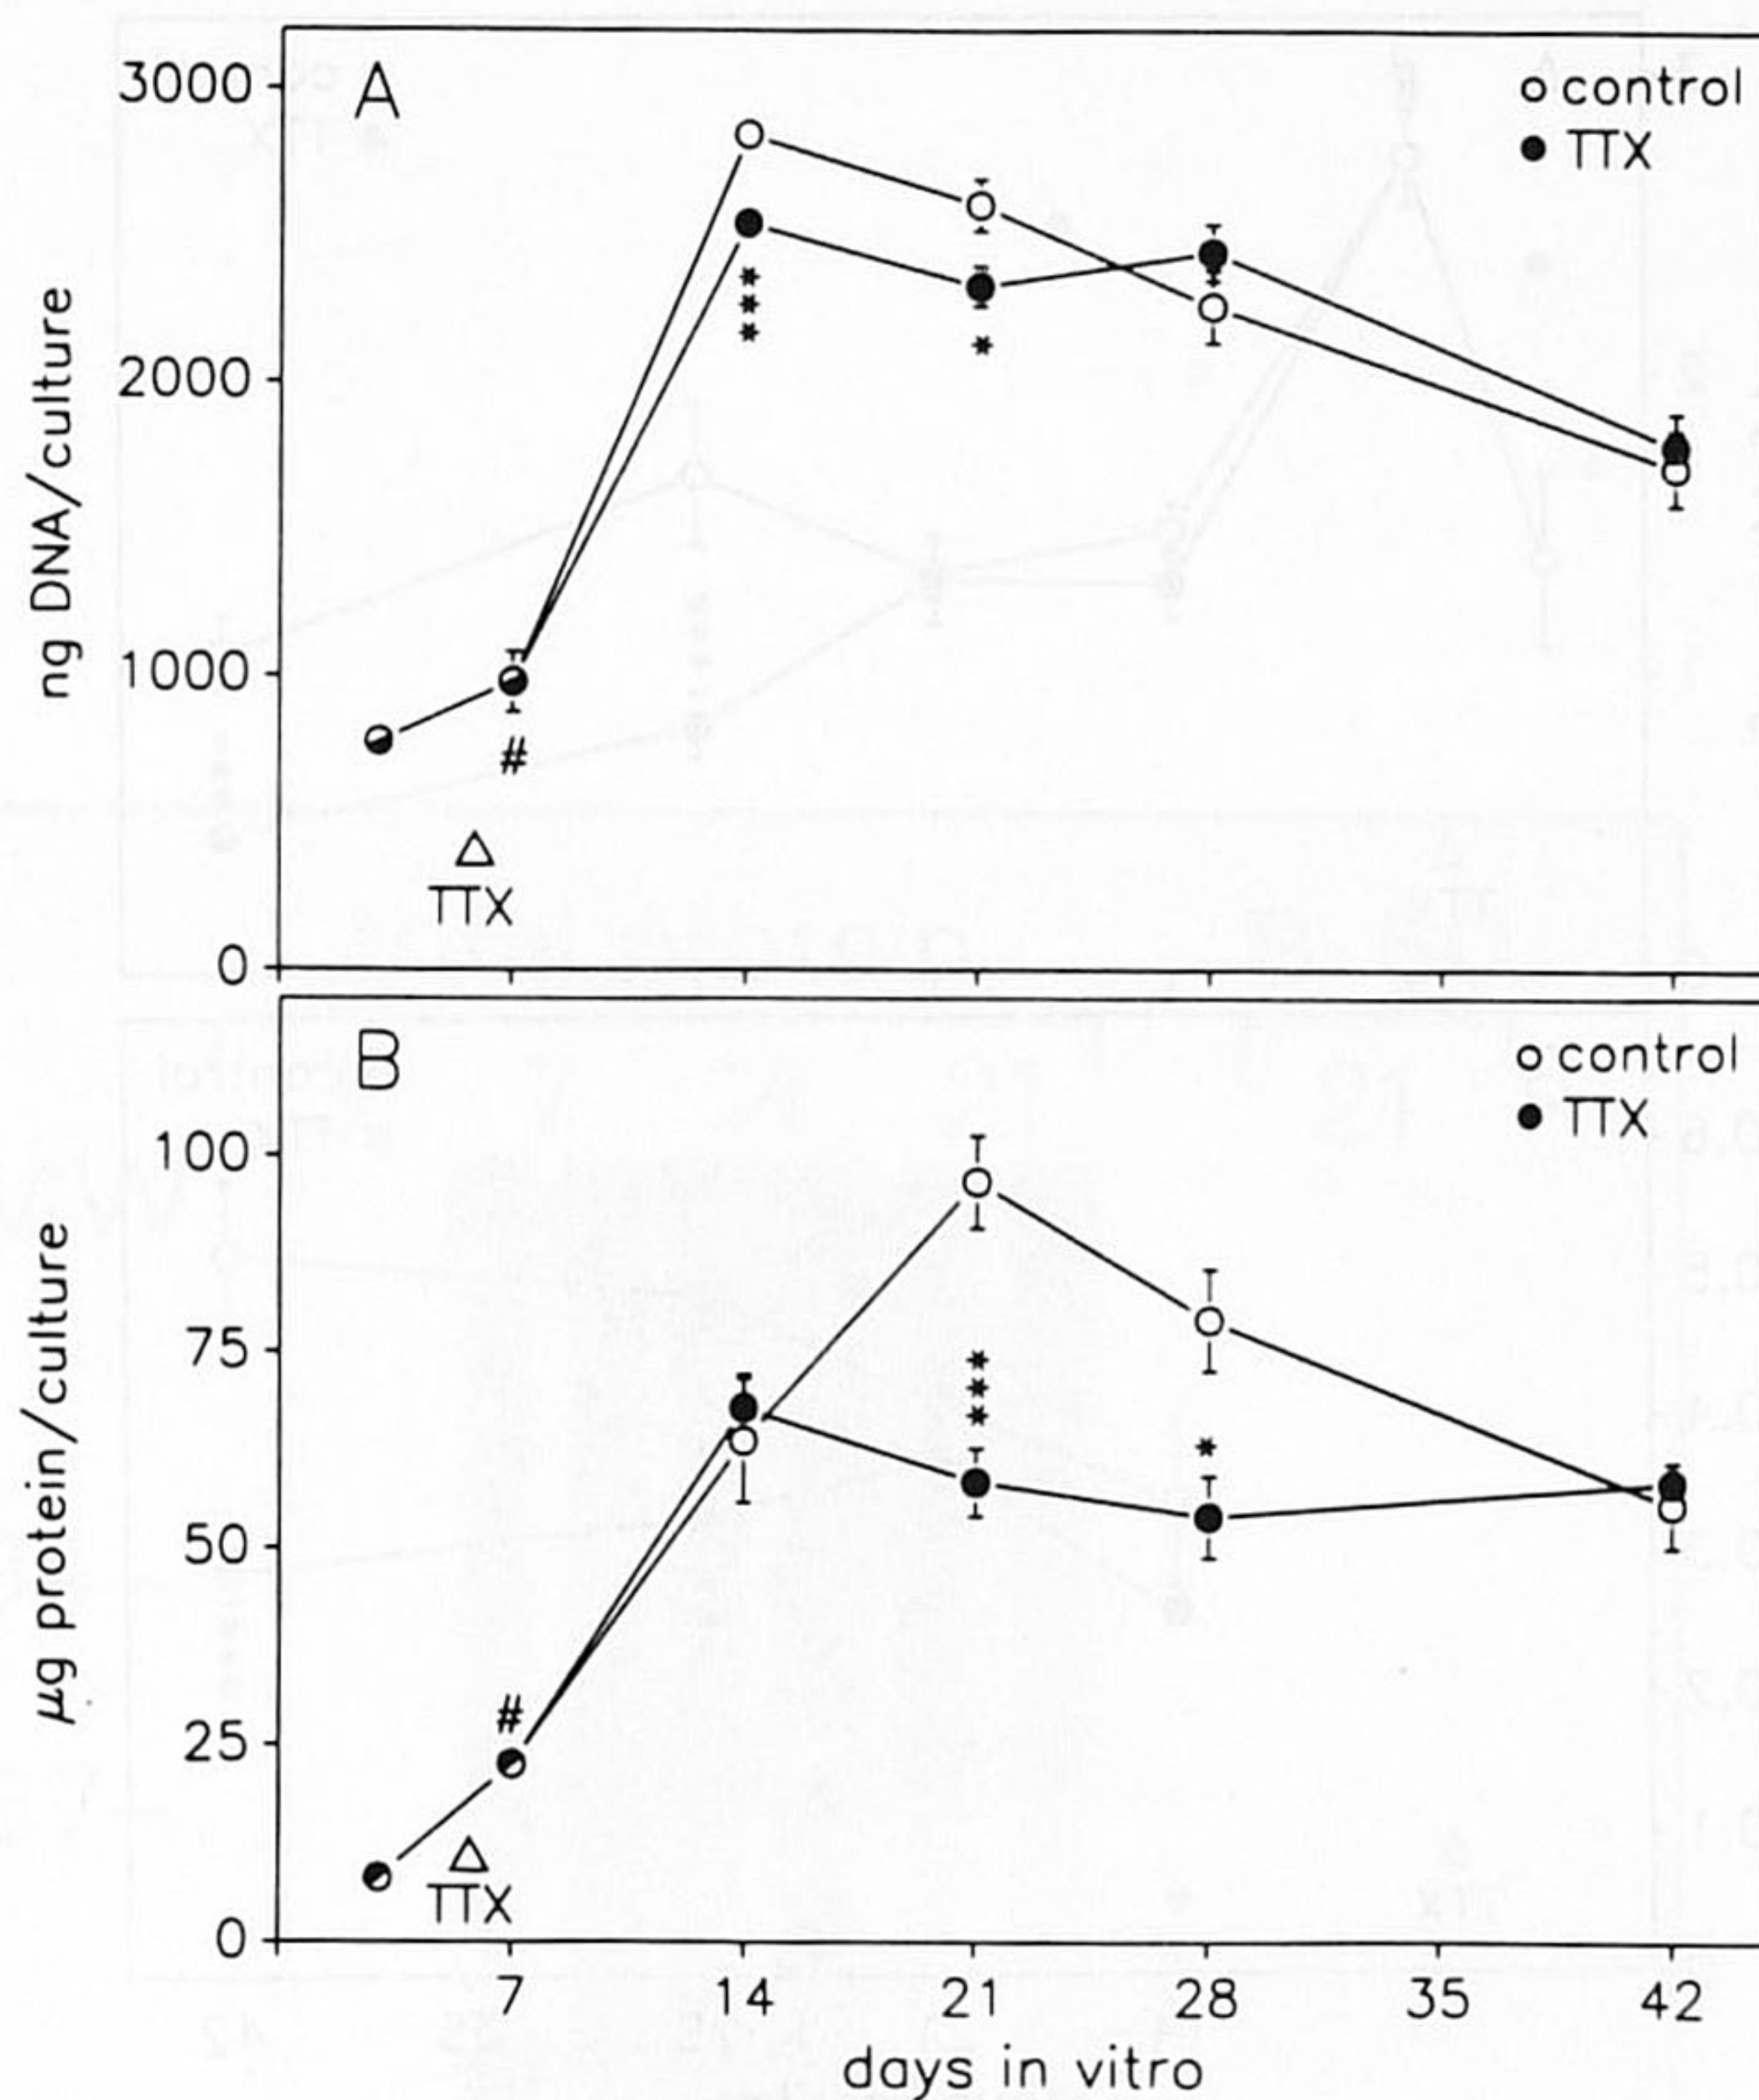 A
control
TTX
3000
2000
1000
0
ng DNA/culture
***
*
#
TTX
B
control
TTX
100
75
50
25
0
µg protein/culture
***
*
#
TTX
7 14 21 28 35 42
days in vitro